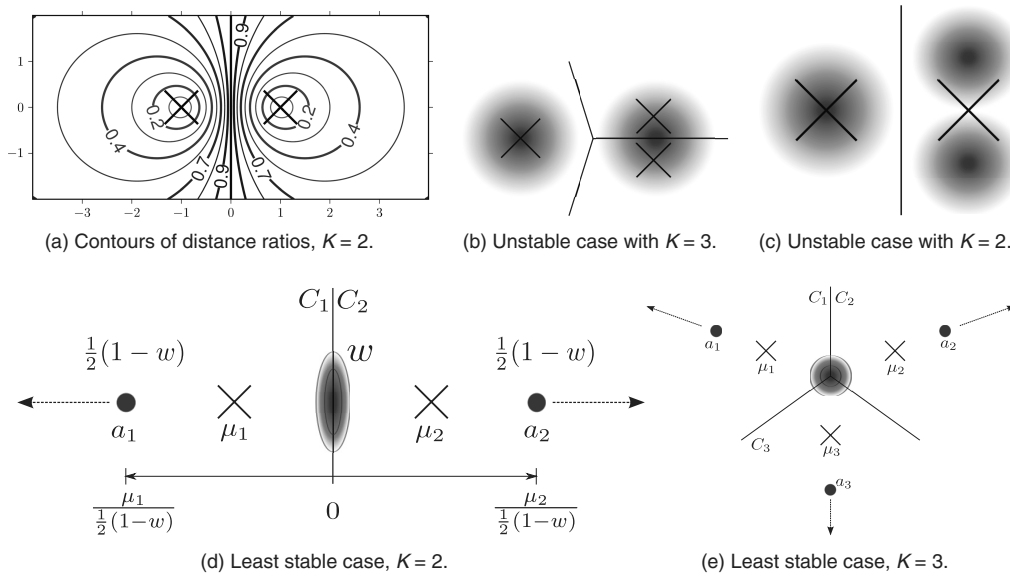 1
0
−1
−3
−2
−1
0
1
2
3
0.2
0.4
0.7
0.9
0.9
0.2
0.4
0.7
0.9
(a) Contours of distance ratios, K = 2.
(b) Unstable case with K = 3.
(c) Unstable case with K = 2.
C₁ C₂
w
½(1 − w)
½(1 − w)
a₁
μ₁
μ₂
a₂
μ₁/(½(1−w))
0
μ₂/(½(1−w))
(d) Least stable case, K = 2.
C₁ C₂
a₁
a₂
μ₁
μ₂
C₃
μ₃
a₃
(e) Least stable case, K = 3.